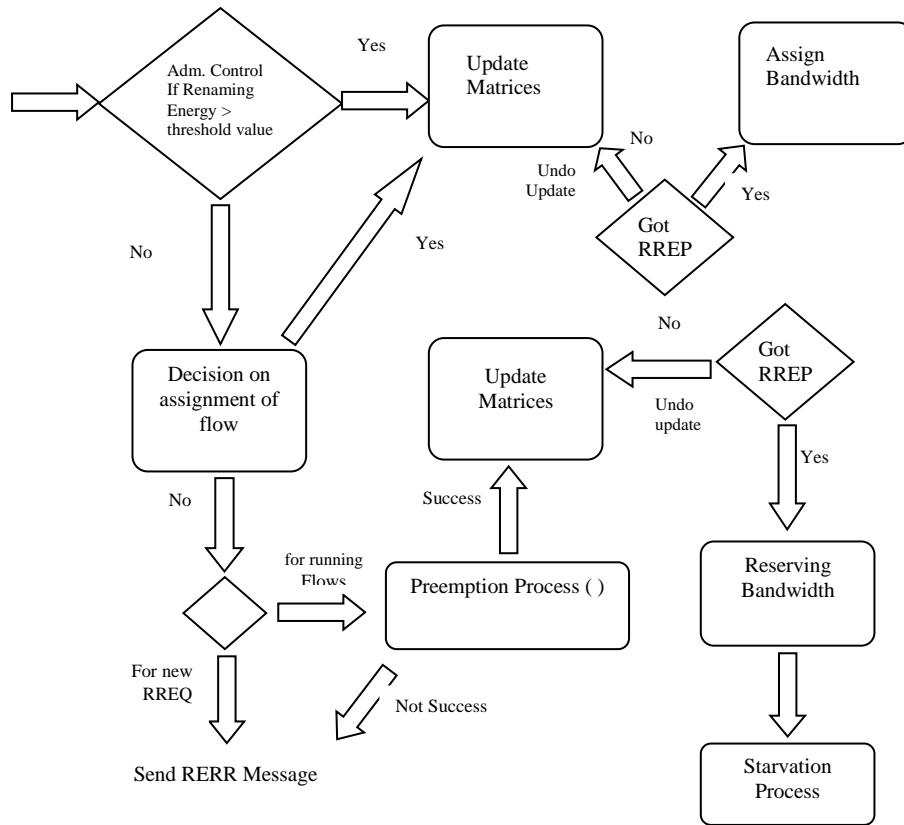 Adm. Control
If Renaming
Energy >
threshold value
Yes
Update
Matrices
Assign
Bandwidth
No
Undo
Update
Yes
Got
RREP
No
Yes
Decision on
assignment of
flow
Update
Matrices
No
Undo
update
Got
RREP
Yes
No
Success
for running
Flows
Preemption Process ( )
Reserving
Bandwidth
For new
RREQ
Not Success
Send RERR Message
Starvation
Process